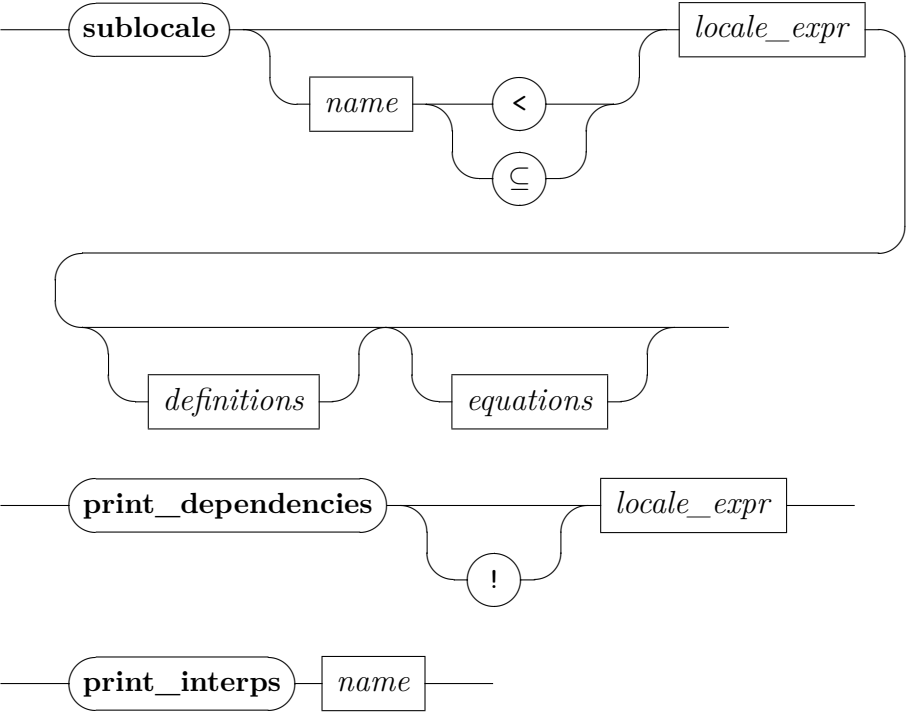 sublocale locale_expr
name <
⊆
definitions equations
print_dependencies locale_expr
!
print_interps name